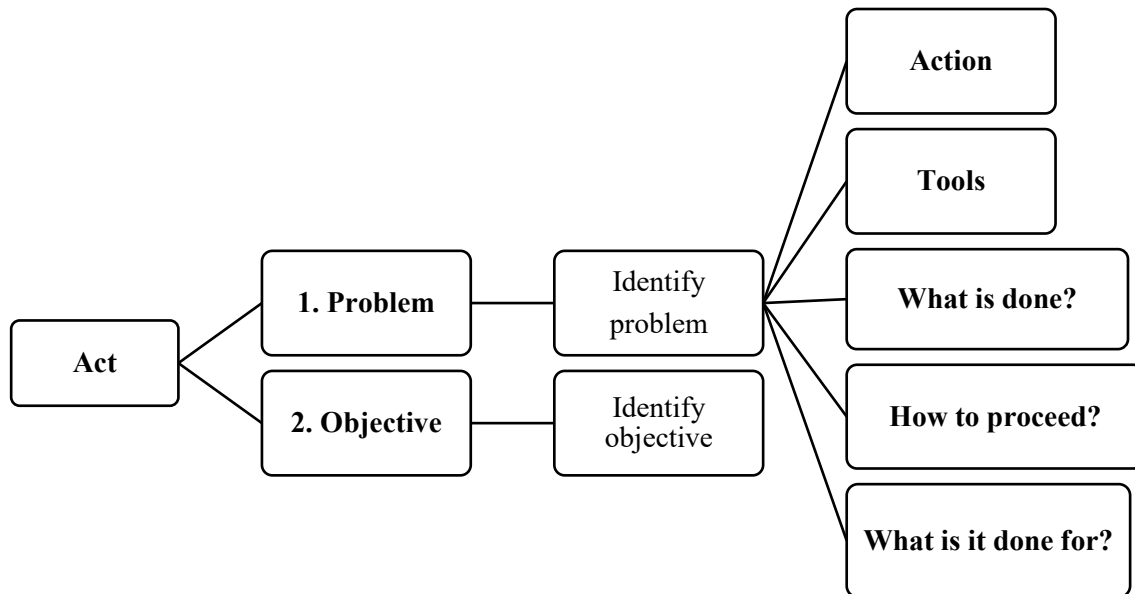 Act
1. Problem
2. Objective
Identify
problem
Identify
objective
Action
Tools
What is done?
How to proceed?
What is it done for?